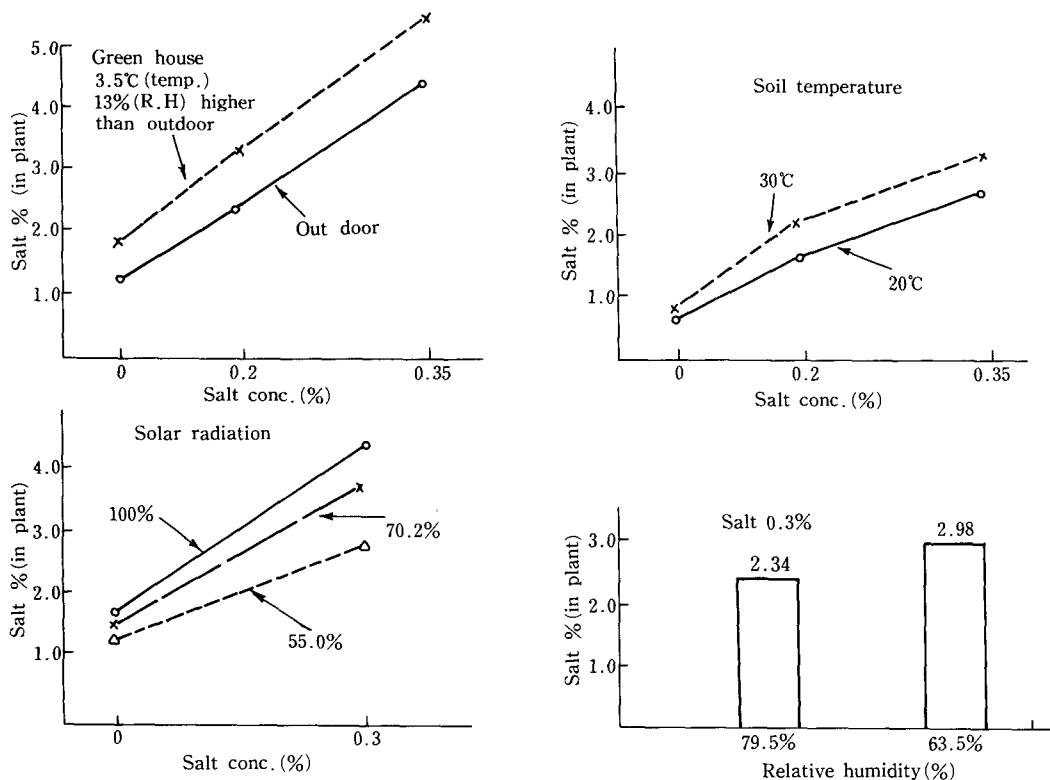 5.0
4.0
3.0
2.0
1.0
0
Salt % (in plant)
Green house
3.5℃ (temp.)
13% (R.H) higher
than outdoor
Out door
0 0.2 0.35
Salt conc. (%)
Soil temperature
4.0
3.0
2.0
1.0
0
Salt % (in plant)
30℃
20℃
0 0.2 0.35
Salt conc. (%)
Solar radiation
4.0
3.0
2.0
1.0
Salt % (in plant)
100%
70.2%
55.0%
0 0.3
Salt conc. (%)
Salt 0.3%
3.0
2.0
1.0
Salt % (in plant)
2.34
2.98
79.5% 63.5%
Relative humidity (%)